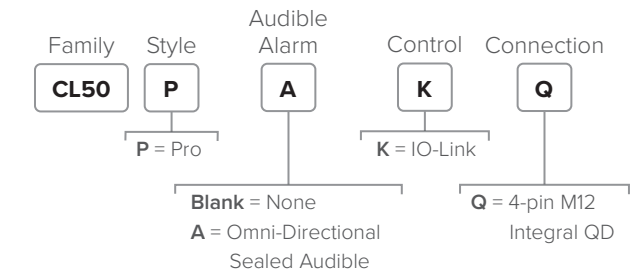 Family Style Audible Alarm Control Connection
CL50 P A K Q
P = Pro
K = IO-Link
Blank = None
A = Omni-Directional
Sealed Audible
Q = 4-pin M12
Integral QD